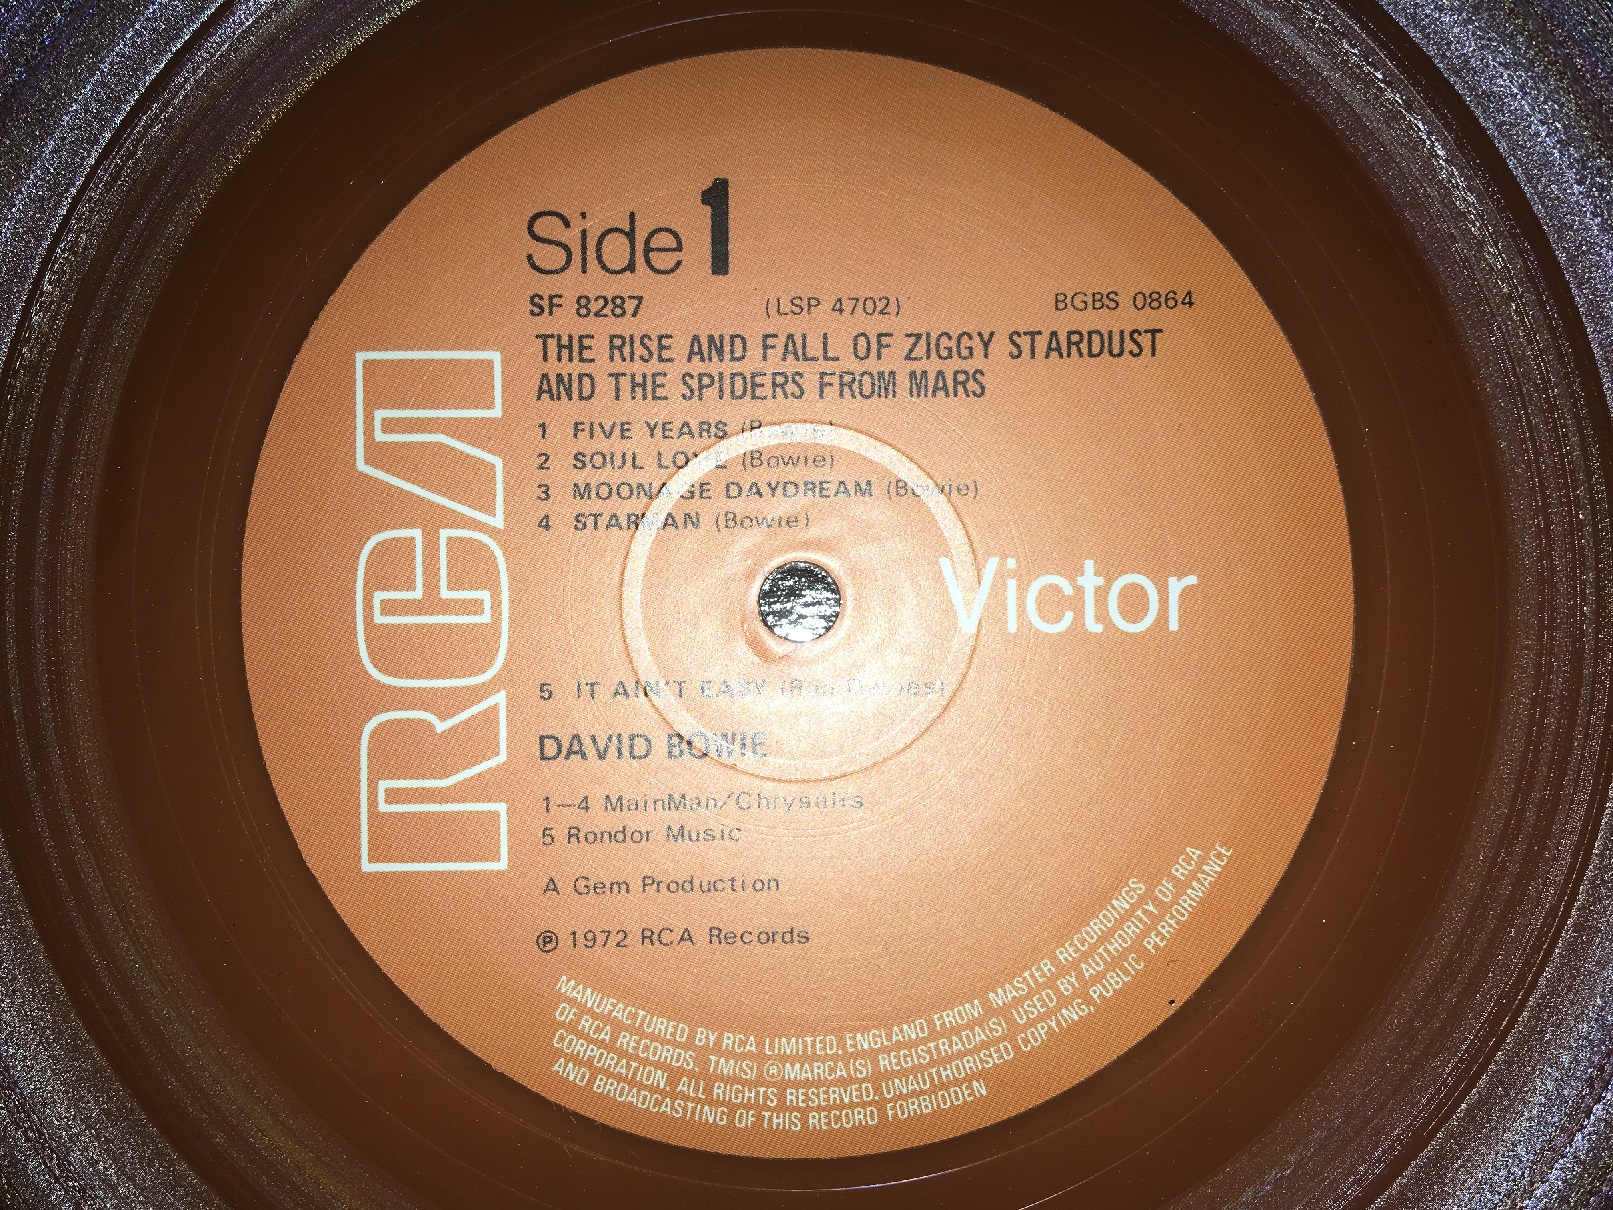 Side 1
SF 8287 (LSP 4702) BGBS 0864
THE RISE AND FALL OF ZIGGY STARDUST
AND THE SPIDERS FROM MARS
1 FIVE YEARS (Bowie)
2 SOUL LOVE (Bowie)
3 MOONAGE DAYDREAM (Bowie)
4 STARMAN (Bowie)
RCA
Victor
5 IT AIN'T EASY (Ron Davies)
DAVID BOWIE
1—4 MainMan/Chrysalis
5 Rondor Music
A Gem Production
℗ 1972 RCA Records
MANUFACTURED BY RCA LIMITED, ENGLAND FROM MASTER RECORDINGS
OF RCA RECORDS. TM(S) ® MARCA(S) REGISTRADA(S) USED BY AUTHORITY OF RCA
CORPORATION. ALL RIGHTS RESERVED. UNAUTHORISED COPYING, PUBLIC PERFORMANCE
AND BROADCASTING OF THIS RECORD FORBIDDEN